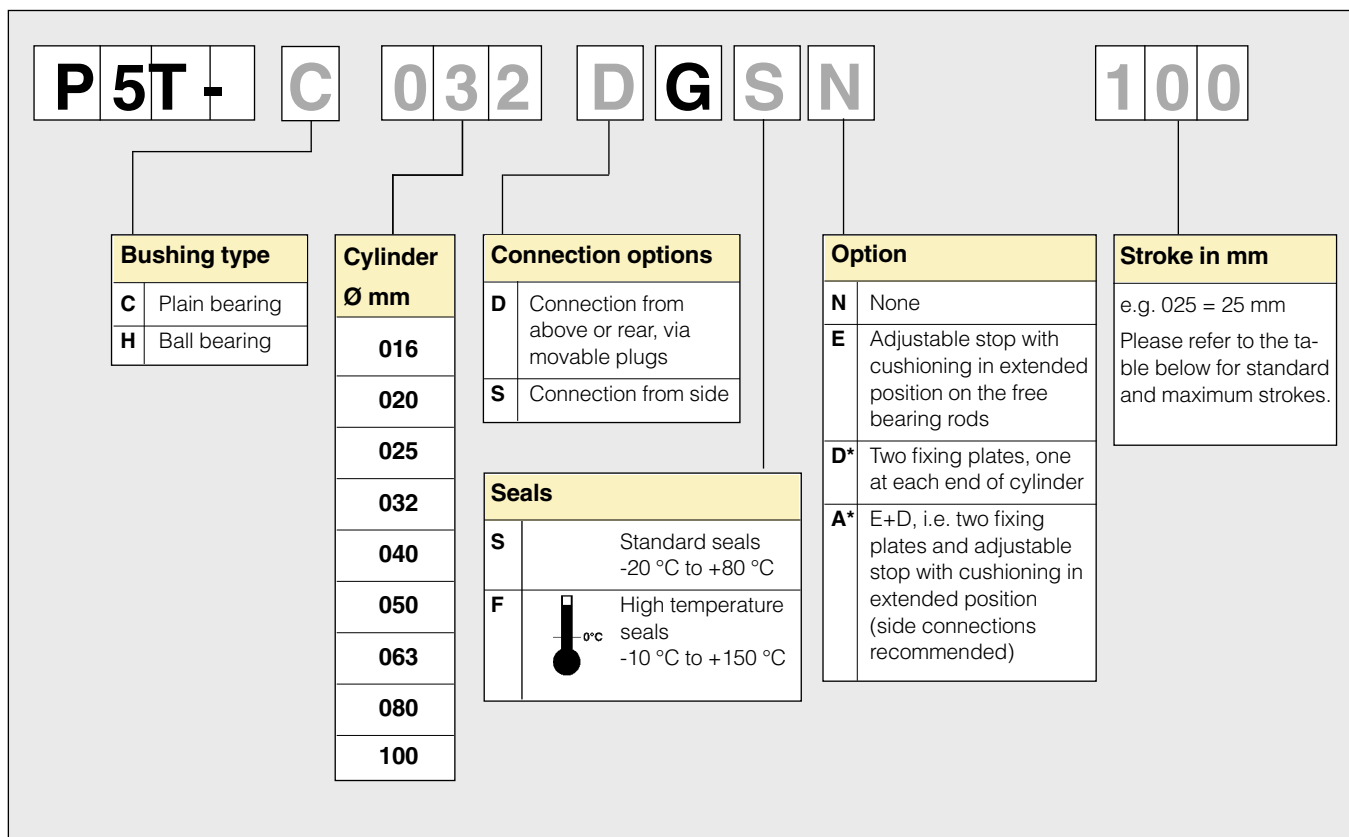 P5T- C 032 D G S N 100
Bushing type
C Plain bearing
H Ball bearing
Cylinder
Ø mm
016
020
025
032
040
050
063
080
100
Connection options
D Connection from
above or rear, via
movable plugs
S Connection from side
Seals
S Standard seals
-20 °C to +80 °C
F High temperature
0°C seals
-10 °C to +150 °C
Option
N None
E Adjustable stop with
cushioning in extended
position on the free
bearing rods
D* Two fixing plates, one
at each end of cylinder
A* E+D, i.e. two fixing
plates and adjustable
stop with cushioning in
extended position
(side connections
recommended)
Stroke in mm
e.g. 025 = 25 mm
Please refer to the ta-
ble below for standard
and maximum strokes.